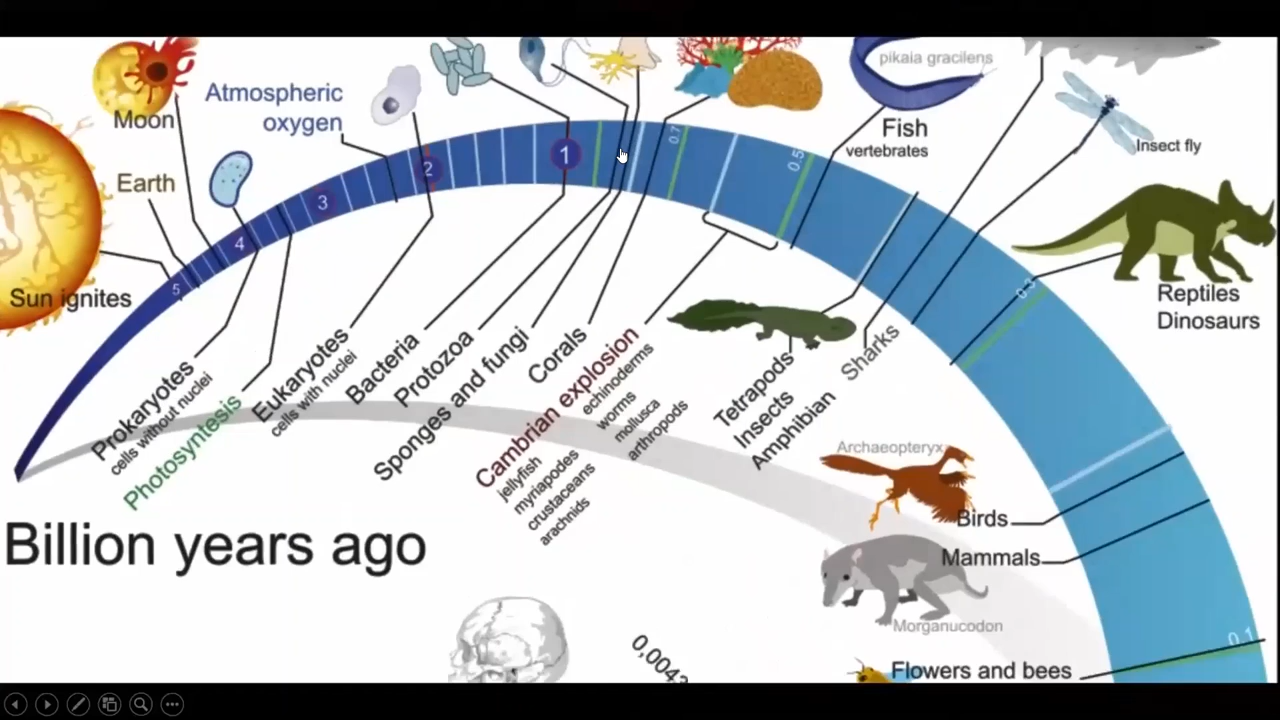 pikaia gracilens
Moon
Atmospheric
oxygen
Fish
vertebrates
Insect fly
Earth
Sun ignites
5
4
3
2
1
0.7
0.5
0.3
0.1
Reptiles
Dinosaurs
Prokaryotes
cells without nuclei
Photosyntesis
Eukaryotes
cells with nuclei
Bacteria
Protozoa
Sponges and fungi
Corals
Cambrian explosion
echinoderms
worms
mollusca
arthropods
jellyfish
myriapodes
crustaceans
arachnids
Tetrapods
Insects
Amphibian
Sharks
Archaeopteryx
Birds
Mammals
Morganucodon
Billion years ago
Flowers and bees